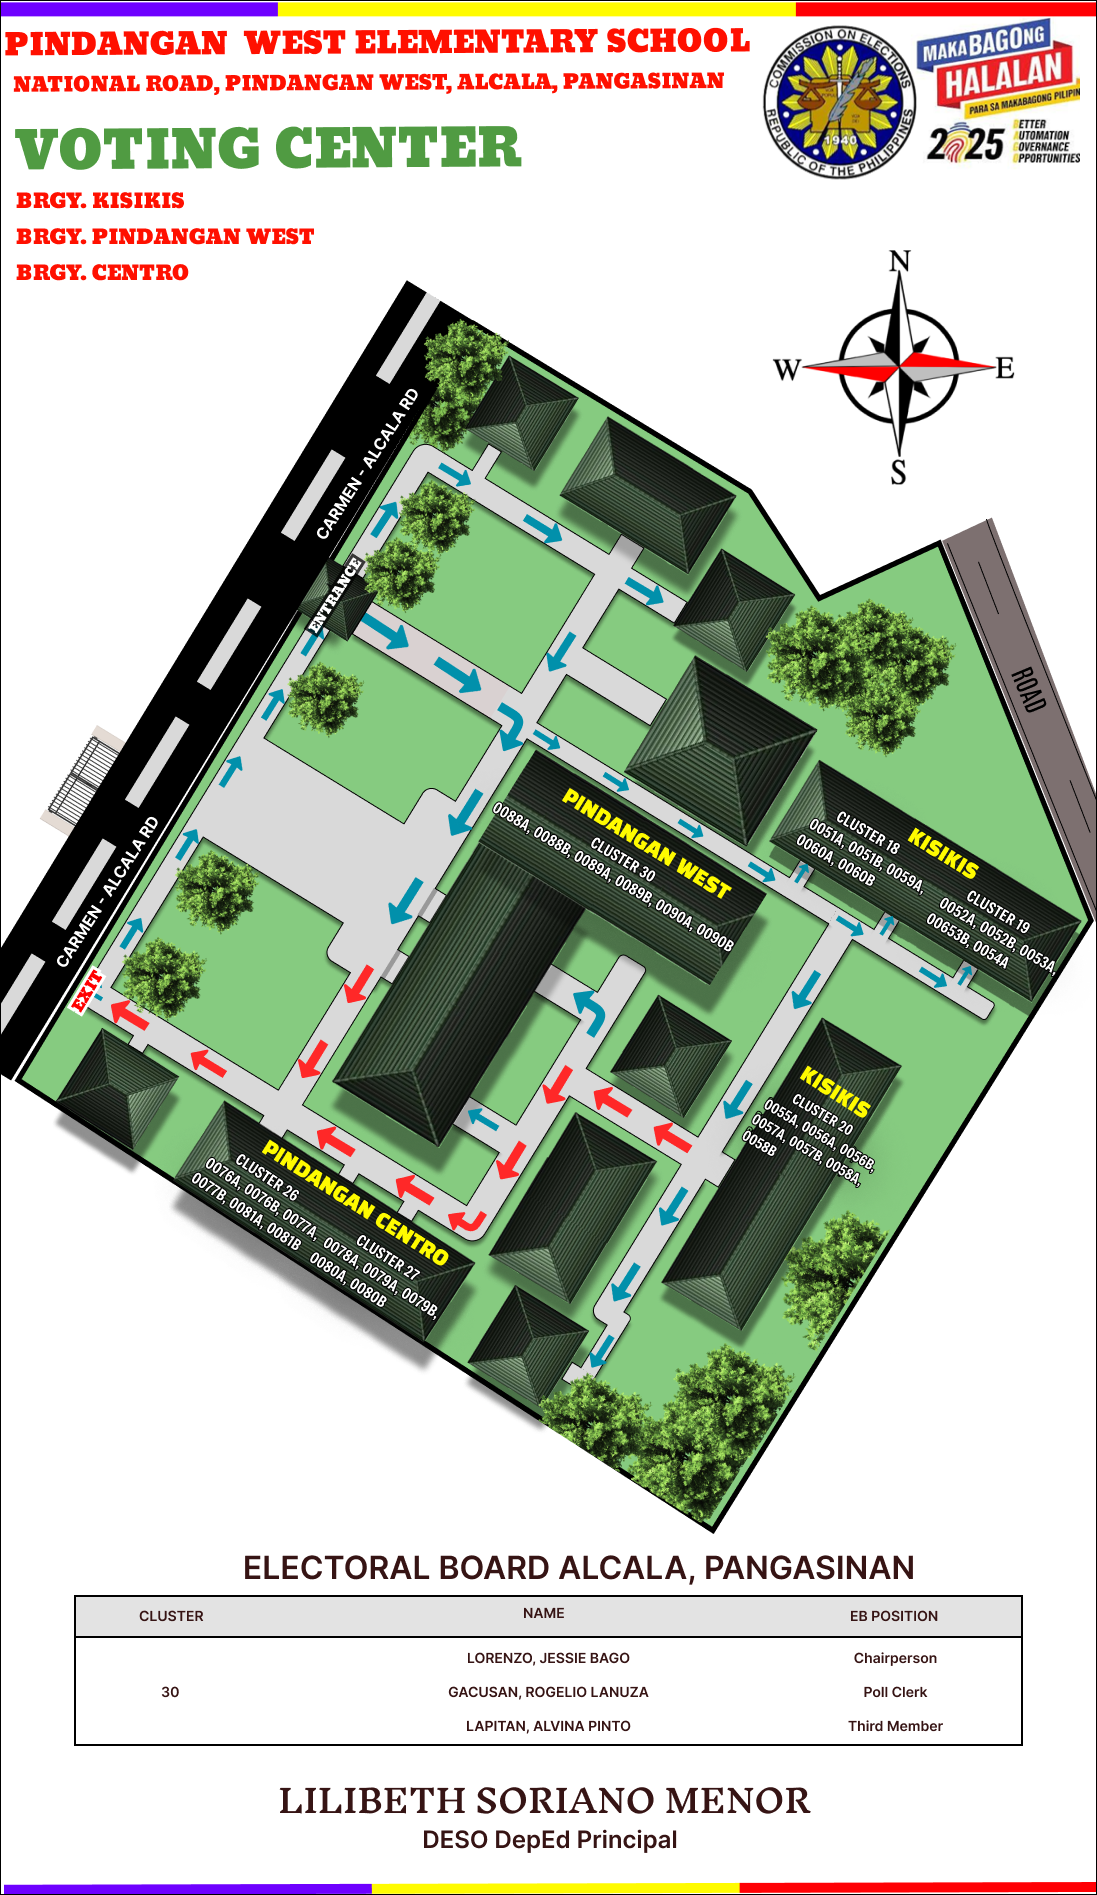 PINDANGAN WEST ELEMENTARY SCHOOL
NATIONAL ROAD, PINDANGAN WEST, ALCALA, PANGASINAN
VOTING CENTER
BRGY. KISIKIS
BRGY. PINDANGAN WEST
BRGY. CENTRO
COMMISSION ON ELECTIONS
1940
REPUBLIC OF THE PHILIPPINES
MAKABAGONG
HALALAN
PARA SA MAKABAGONG PILIPIN
2025
BETTER
AUTOMATION
GOVERNANCE
OPPORTUNITIES
N
W
E
S
CARMEN - ALCALA RD
ENTRANCE
ROAD
PINDANGAN WEST
CLUSTER 30
0088A, 0088B, 0089A, 0089B, 0090A, 0090B
KISIKIS
CLUSTER 18
0051A, 0051B, 0059A,
0060A, 0060B
CLUSTER 19
0052A, 0052B, 0053A,
00653B, 0054A
CARMEN - ALCALA RD
EXIT
KISIKIS
CLUSTER 20
0055A, 0056A, 0056B,
0057A, 0057B, 0058A,
0058B
PINDANGAN CENTRO
CLUSTER 26
0076A, 0076B, 0077A,
0077B, 0081A, 0081B
CLUSTER 27
0078A, 0079A, 0079B,
0080A, 0080B
ELECTORAL BOARD ALCALA, PANGASINAN
CLUSTER NAME EB POSITION
LORENZO, JESSIE BAGO Chairperson
30 GACUSAN, ROGELIO LANUZA Poll Clerk
LAPITAN, ALVINA PINTO Third Member
LILIBETH SORIANO MENOR
DESO DepEd Principal